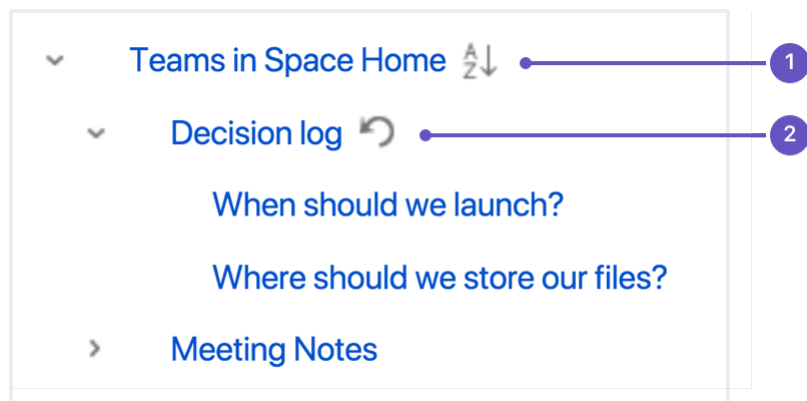 Teams in Space Home A Z 1
Decision log 2
When should we launch?
Where should we store our files?
Meeting Notes